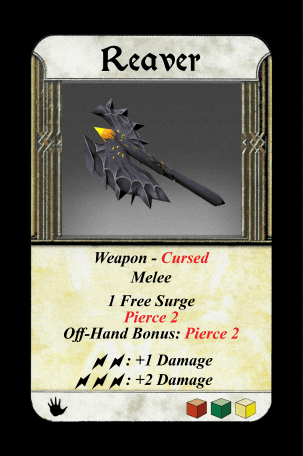 Reaver
Weapon - Cursed
Melee
1 Free Surge
Pierce 2
Off-Hand Bonus: Pierce 2
: +1 Damage
: +2 Damage